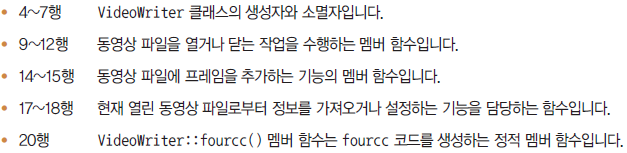 • 4~7행 VideoWriter 클래스의 생성자와 소멸자입니다.
• 9~12행 동영상 파일을 열거나 닫는 작업을 수행하는 멤버 함수입니다.
• 14~15행 동영상 파일에 프레임을 추가하는 기능의 멤버 함수입니다.
• 17~18행 현재 열린 동영상 파일로부터 정보를 가져오거나 설정하는 기능을 담당하는 함수입니다.
• 20행 VideoWriter::fourcc() 멤버 함수는 fourcc 코드를 생성하는 정적 멤버 함수입니다.